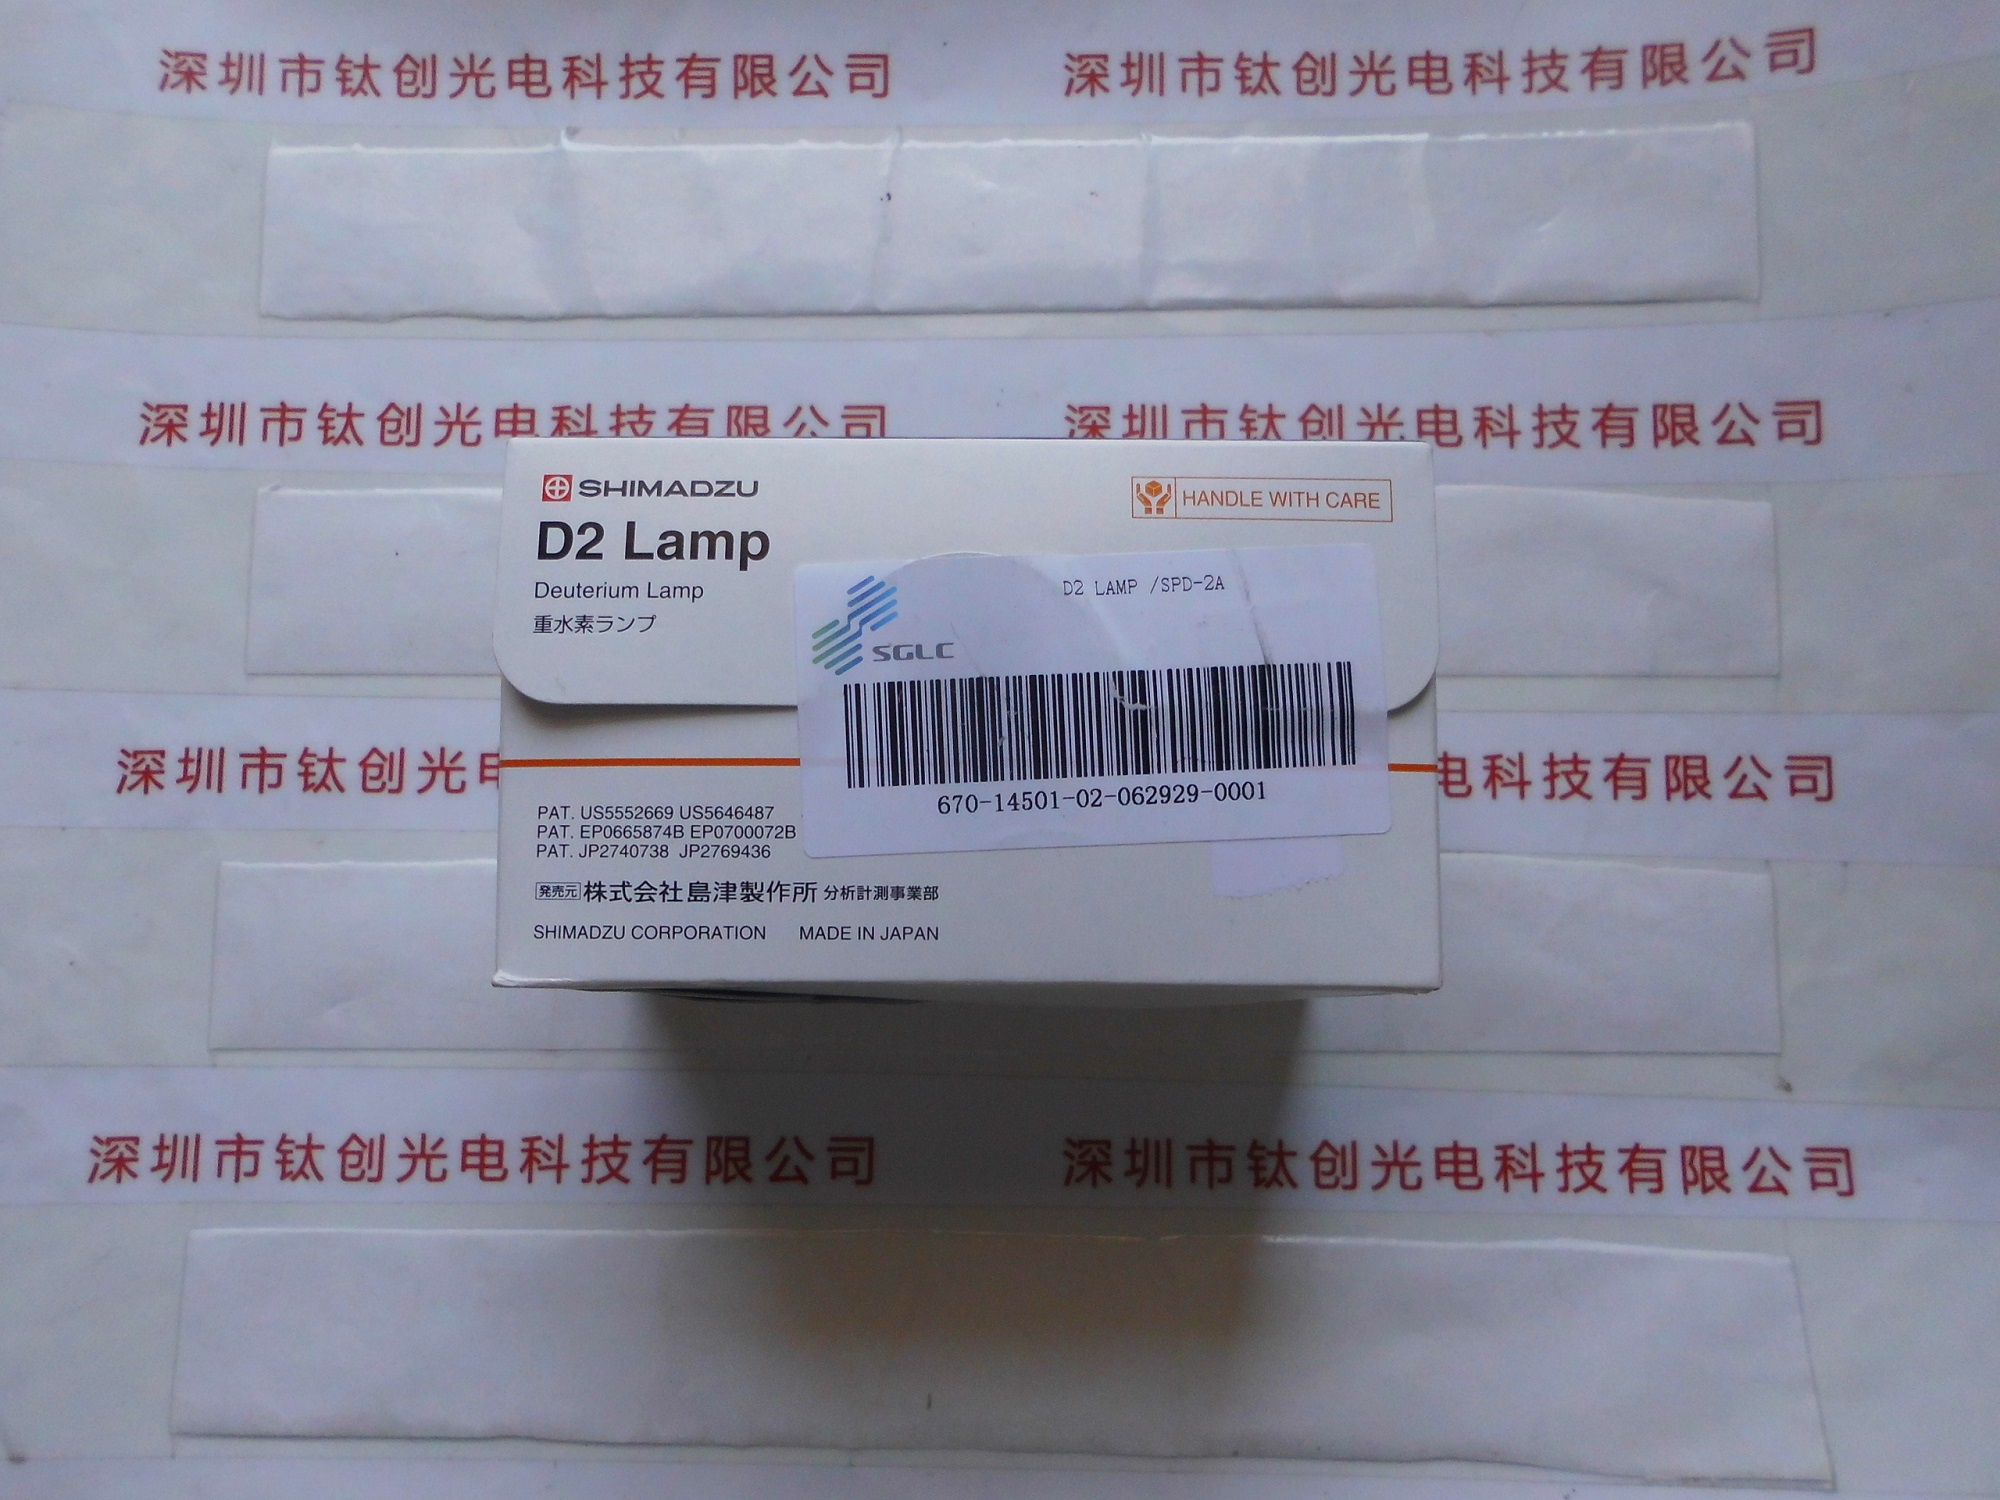 深圳市钛创光电科技有限公司 深圳市钛创光电科技有限公司
深圳市钛创光电科技有限公司 深圳市钛创光电科技有限公司
SHIMADZU
HANDLE WITH CARE
D2 Lamp
Deuterium Lamp
重水素ランプ
D2 LAMP /SPD-2A
SGLC
670-14501-02-062929-0001
深圳市钛创光电 电科技有限公司
PAT. US5552669 US5646487
PAT. EP0665874B EP0700072B
PAT. JP2740738 JP2769436
発売元 株式会社島津製作所 分析計測事業部
SHIMADZU CORPORATION MADE IN JAPAN
深圳市钛创光电科技有限公司 深圳市钛创光电科技有限公司